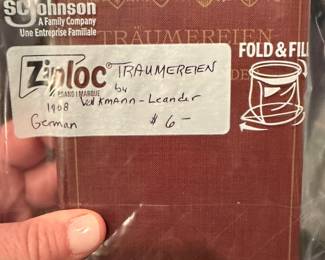 SC Johnson
A Family Company
Une Entreprise Familiale
TRÄUMEREIEN
FOLD & FILL
Ziploc®
BRAND | MARQUE
TRAUMEREIEN
by
Volkmann-Leander
1908
German
$6-